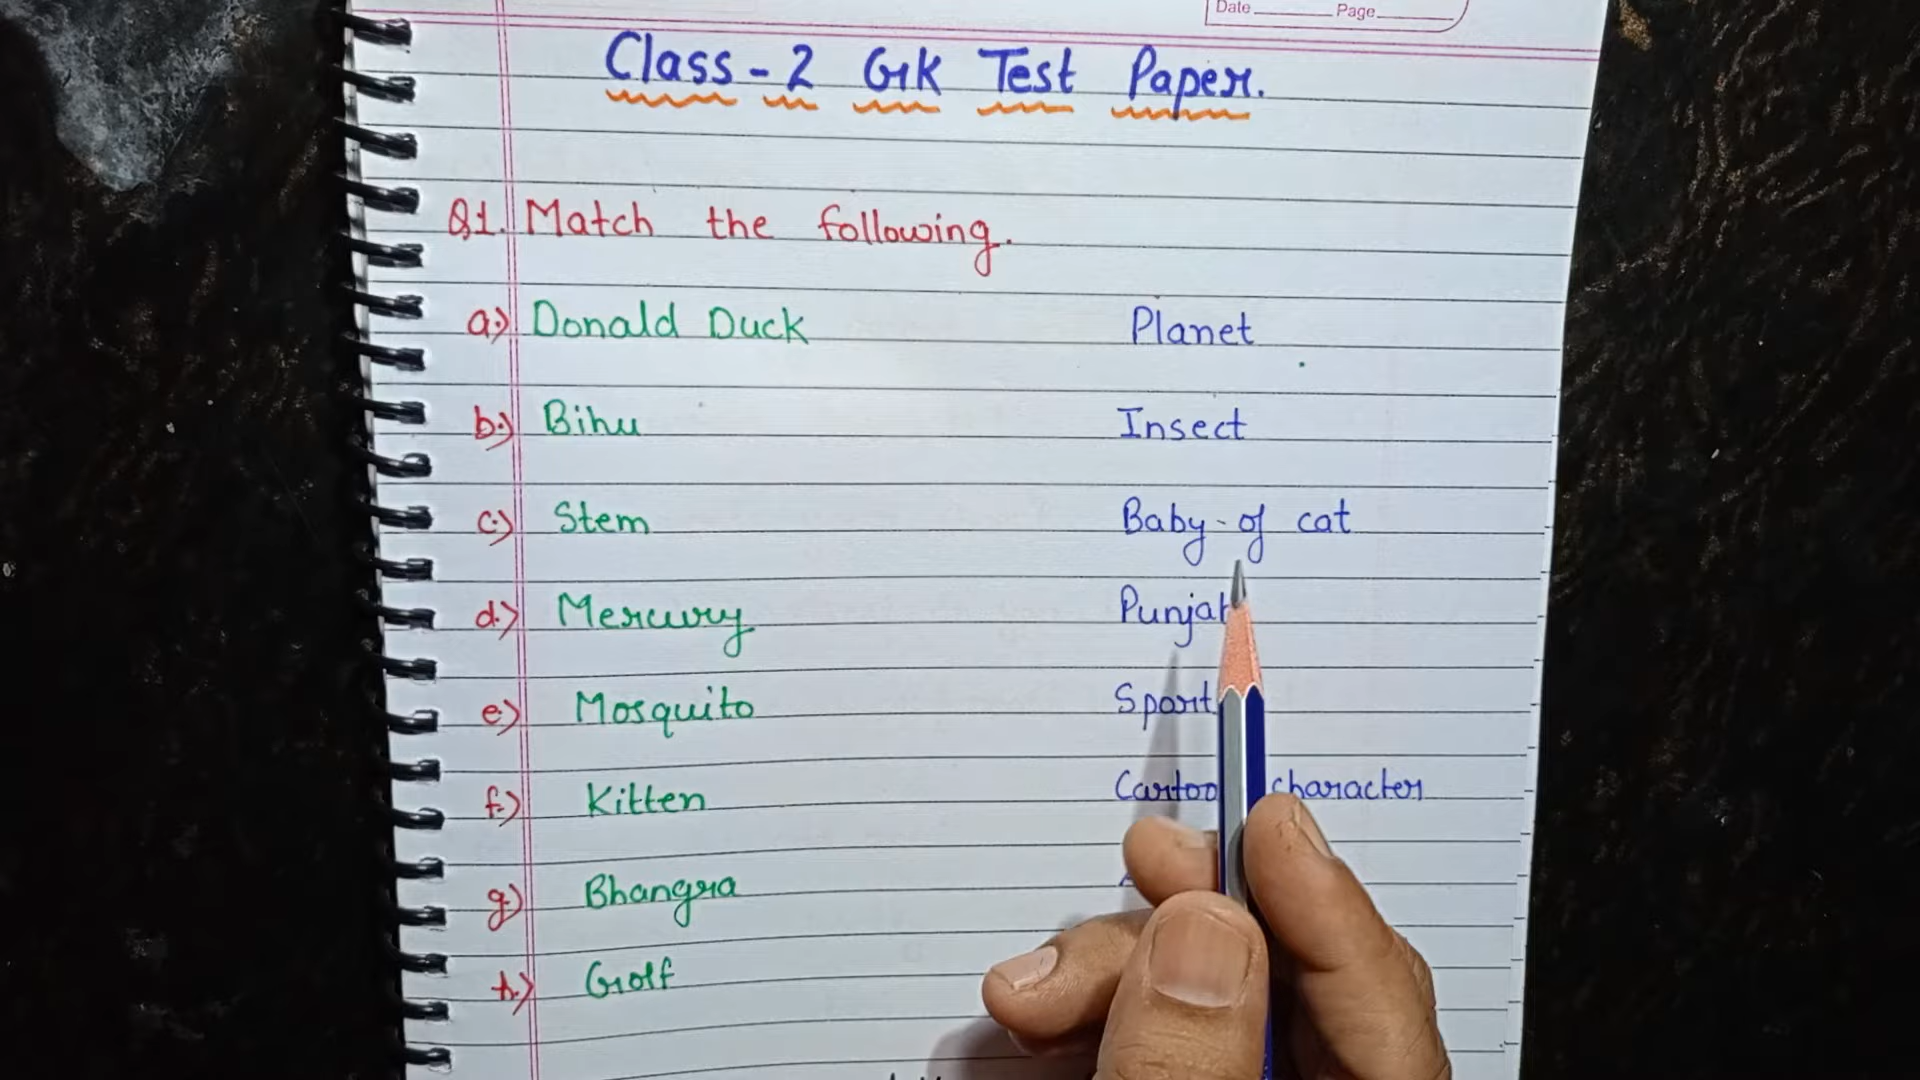 Date Page
Class - 2 GK Test Paper.
Q1. Match the following.
a.) Donald Duck Planet
b.) Bihu Insect
c.) Stem Baby - of cat
d.) Mercury
e.) Mosquito Sport
f.) Kitten character
g.) Bhangra
h.) Golf